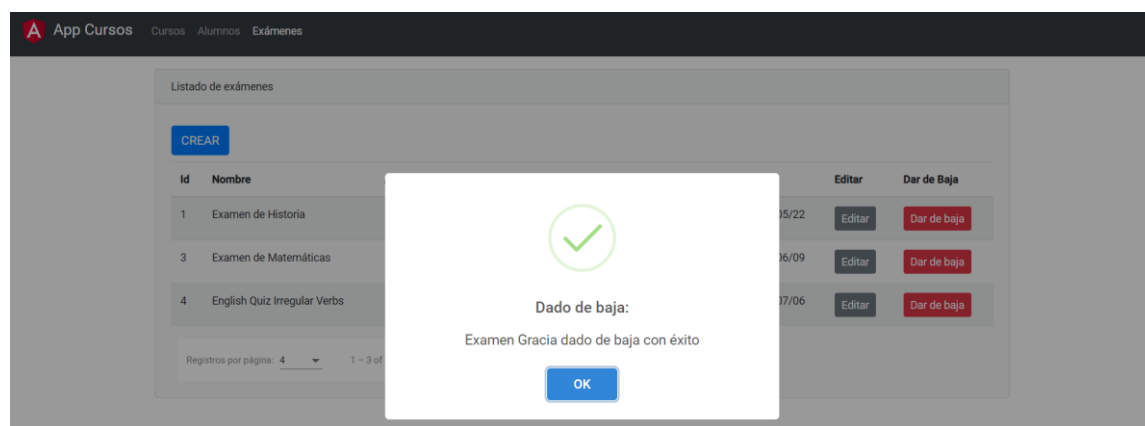 App Cursos Cursos Alumnos Exámenes
Listado de exámenes
CREAR
Id Nombre Editar Dar de Baja
1 Examen de Historia 05/22 Editar Dar de baja
3 Examen de Matemáticas 06/09 Editar Dar de baja
4 English Quiz Irregular Verbs 07/06 Editar Dar de baja
Dado de baja:
Examen Gracia dado de baja con éxito
Registros por página: 4 1 – 3 of
OK